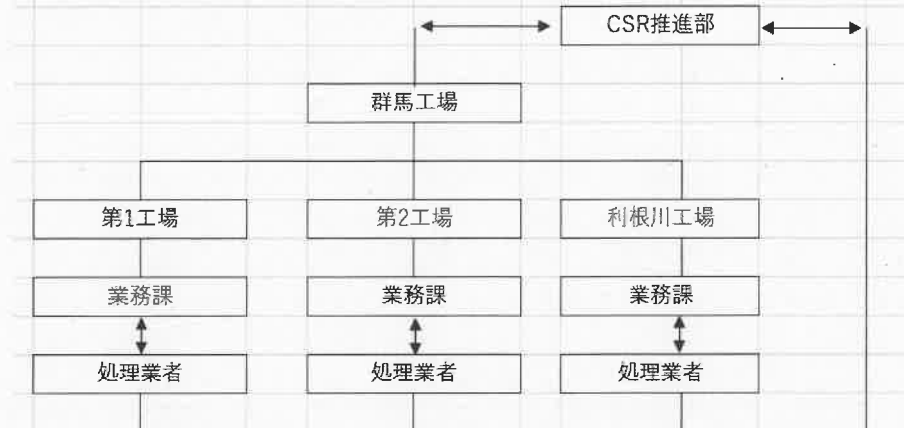 CSR推進部
群馬工場
第1工場
第2工場
利根川工場
業務課
業務課
業務課
処理業者
処理業者
処理業者